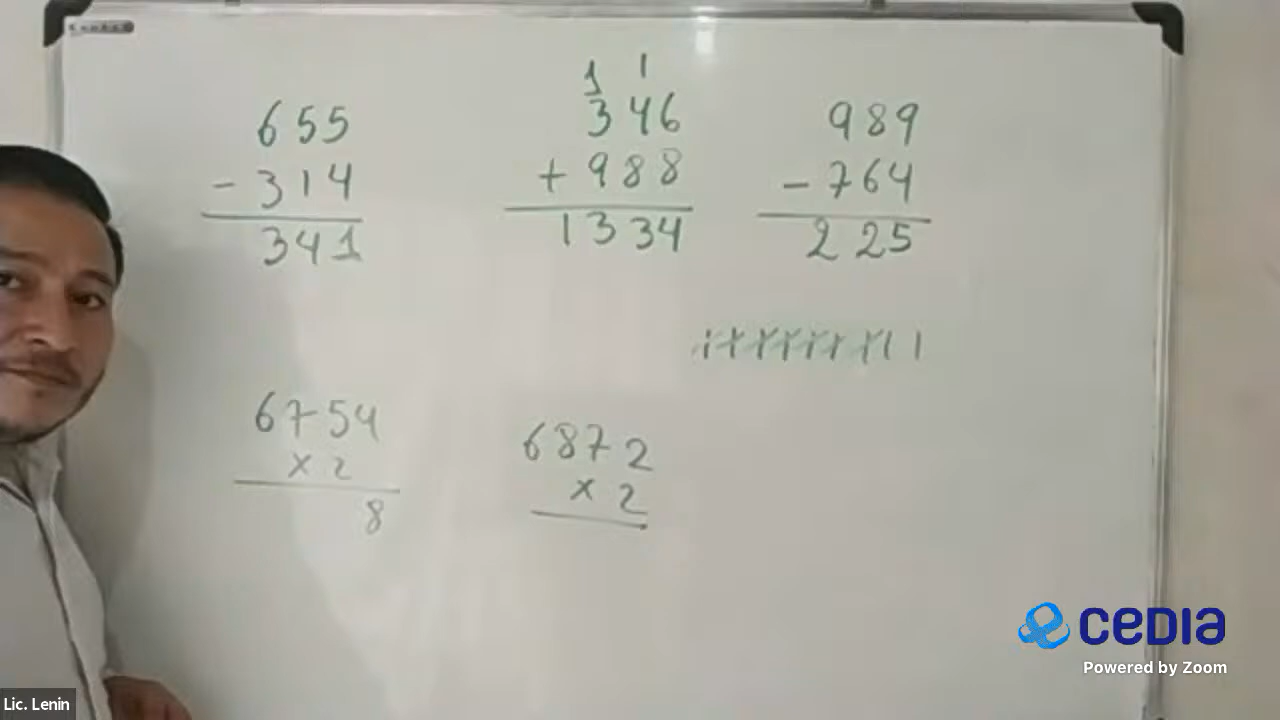 655
- 314
341
1 1
346
+ 988
1334
989
- 764
225
6754
x 2
8
6872
x 2
cedia
Powered by Zoom
Lic. Lenin